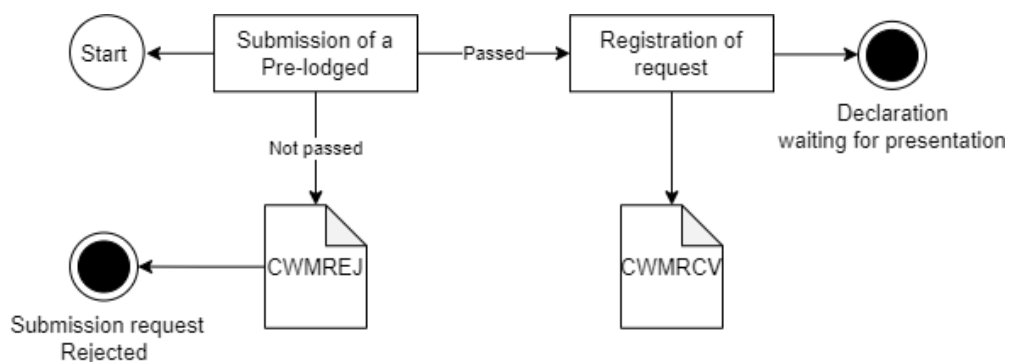 Start
Submission of a
Pre-lodged
Passed
Registration of
request
Declaration
waiting for presentation
Not passed
CWMREJ
CWMRCV
Submission request
Rejected